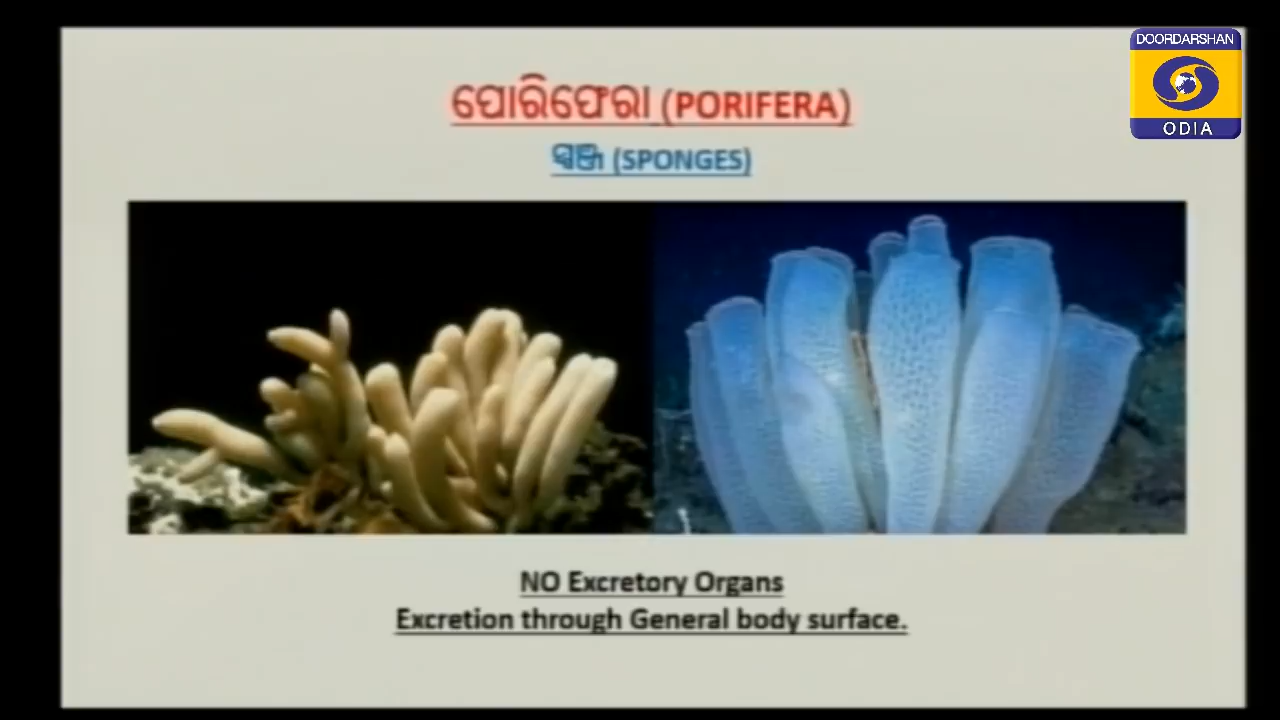 DOORDARSHAN
ODIA
ପୋରିଫେରା (PORIFERA)
(SPONGES)
NO Excretory Organs
Excretion through General body surface.